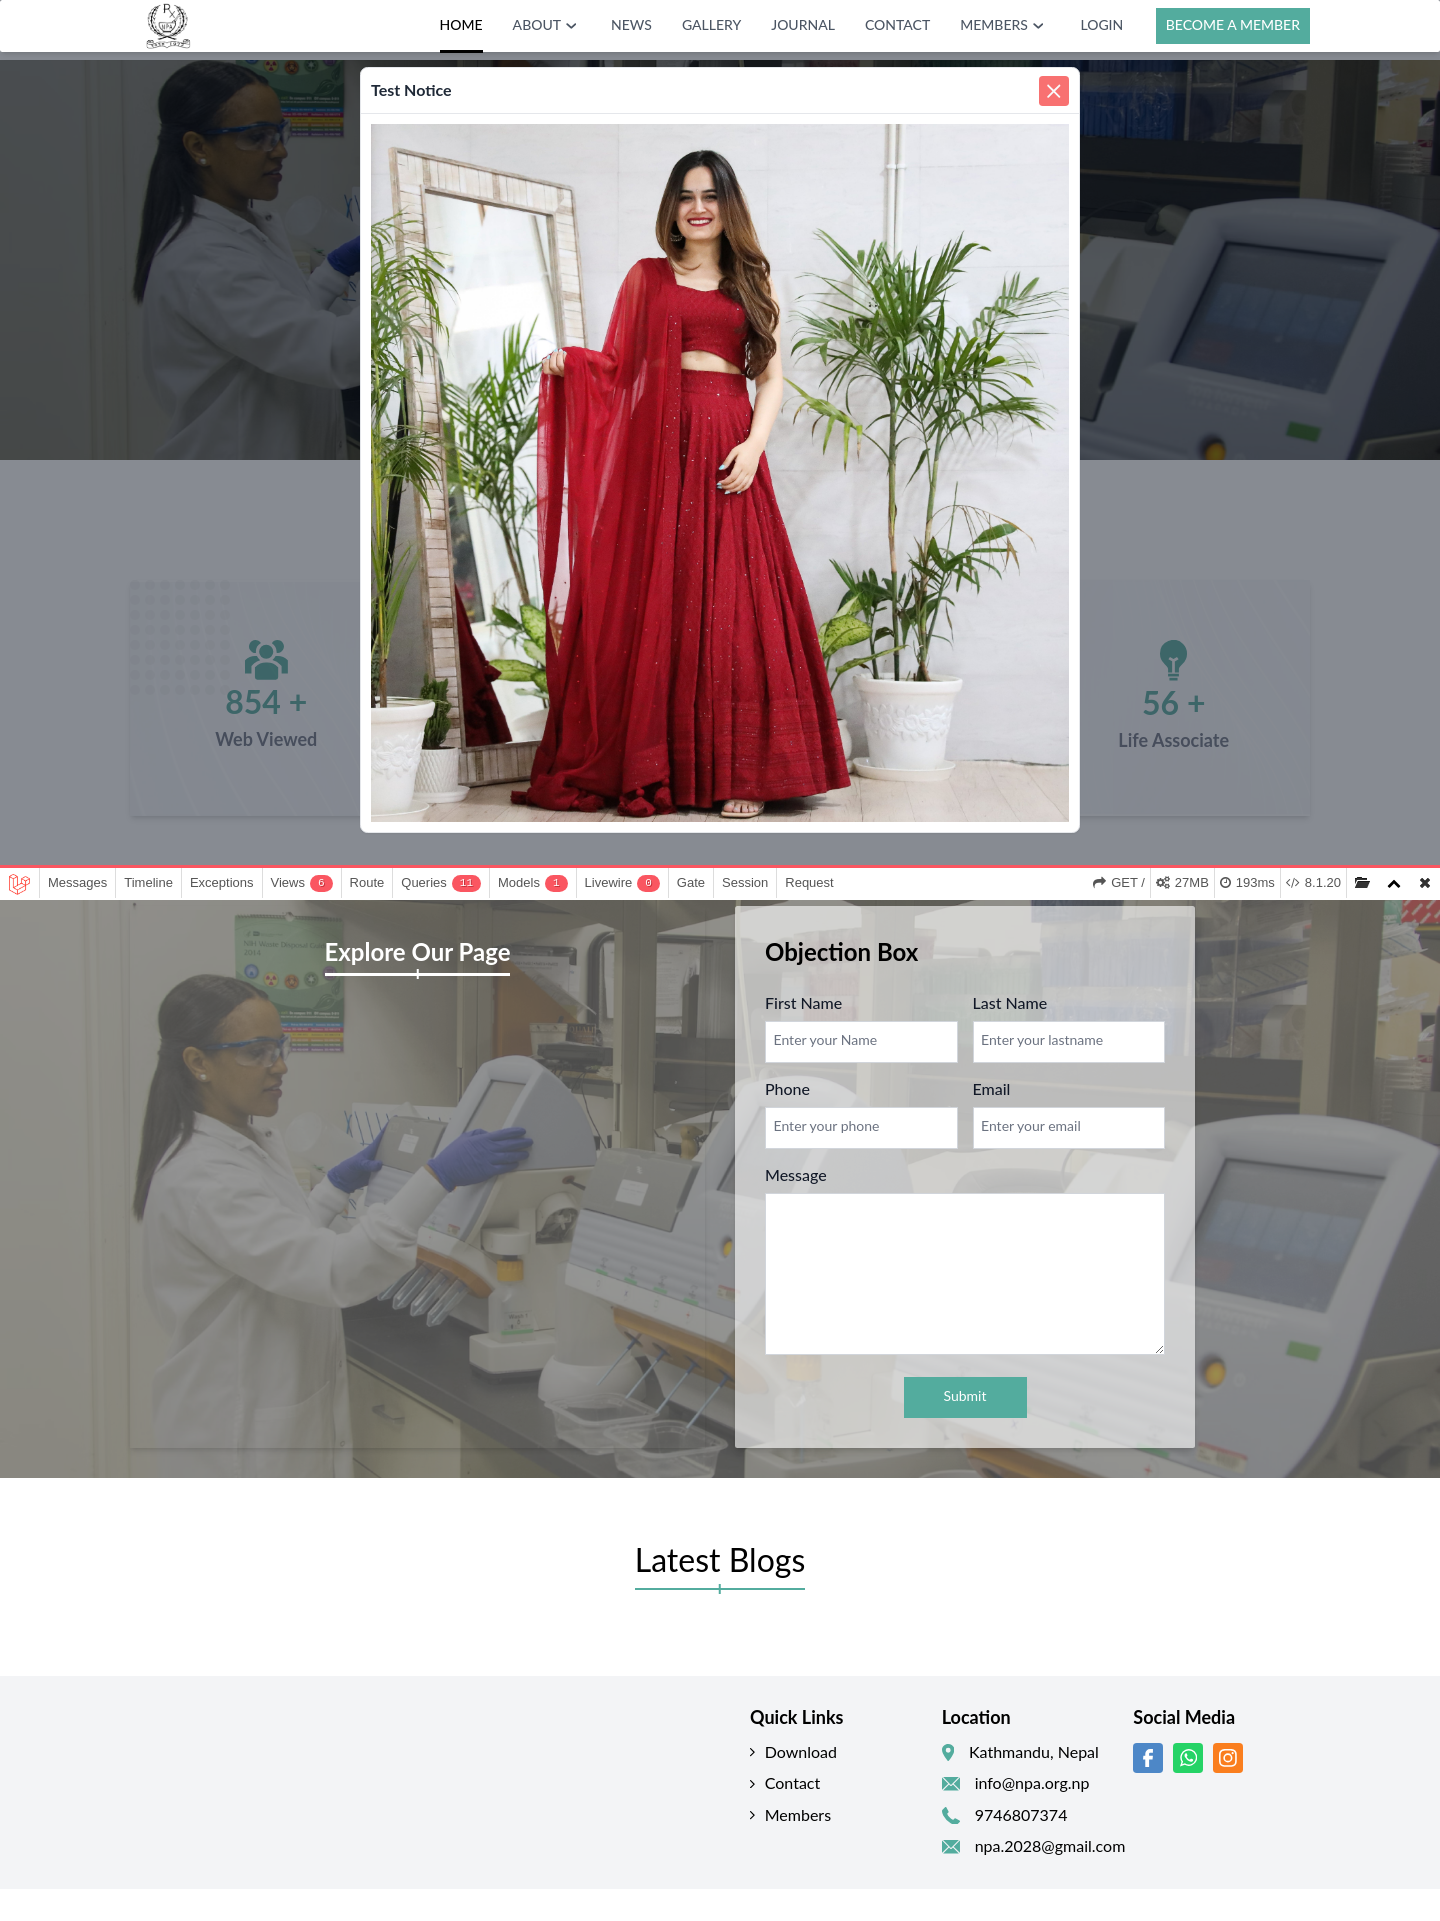 HOME ABOUT NEWS GALLERY JOURNAL CONTACT MEMBERS LOGIN BECOME A MEMBER
Test Notice
854 +
Web Viewed
56 +
Life Associate
Messages Timeline Exceptions Views 6 Route Queries 11 Models 1 Livewire 0 Gate Session Request GET / 27MB 193ms 8.1.20
Explore Our Page
Objection Box
First Name Last Name
Enter your Name Enter your lastname
Phone Email
Enter your phone Enter your email
Message
Submit
Latest Blogs
Quick Links
Download
Contact
Members
Location
Kathmandu, Nepal
info@npa.org.np
9746807374
npa.2028@gmail.com
Social Media